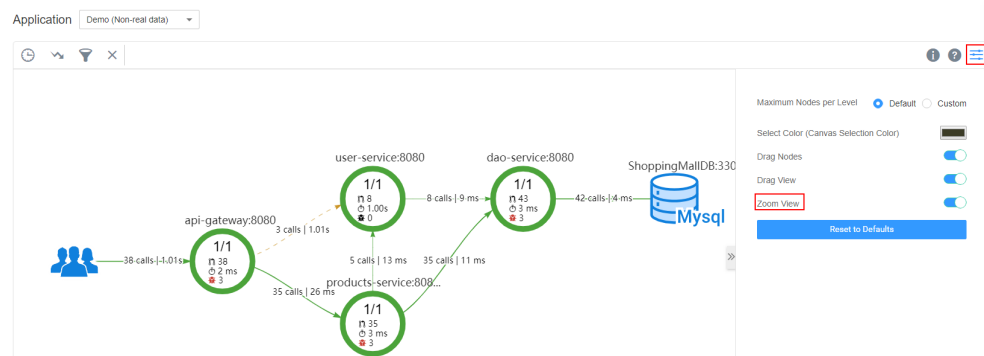 Application Demo (Non-real data)
Maximum Nodes per Level Default Custom
Select Color (Canvas Selection Color)
Drag Nodes
Drag View
Zoom View
Reset to Defaults
user-service:8080
1/1
8
1.00s
0
dao-service:8080
1/1
43
3 ms
3
ShoppingMallDB:330
Mysql
8 calls | 9 ms
42 calls | 4 ms
api-gateway:8080
1/1
38
2 ms
3
3 calls | 1.01s
38 calls | 1.01s
5 calls | 13 ms
35 calls | 11 ms
35 calls | 26 ms
products-service:808...
1/1
35
3 ms
3